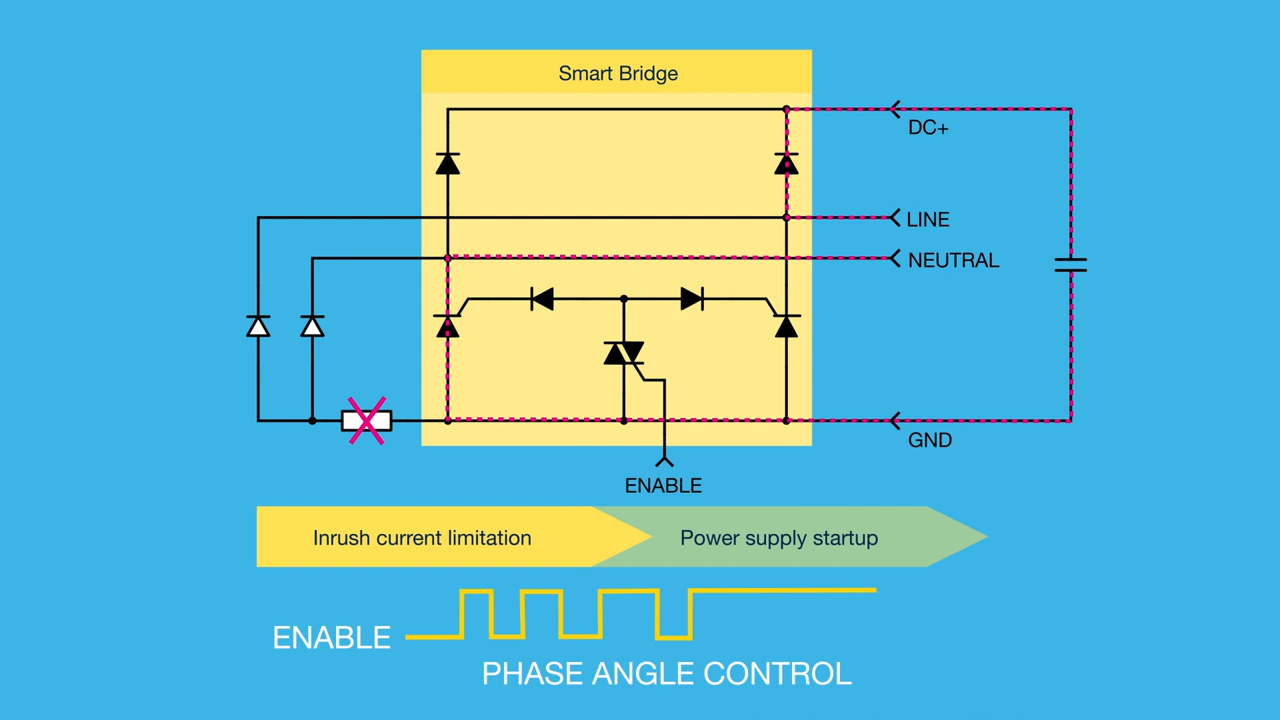 Smart Bridge
DC+
LINE
NEUTRAL
GND
ENABLE
Inrush current limitation
Power supply startup
ENABLE
PHASE ANGLE CONTROL